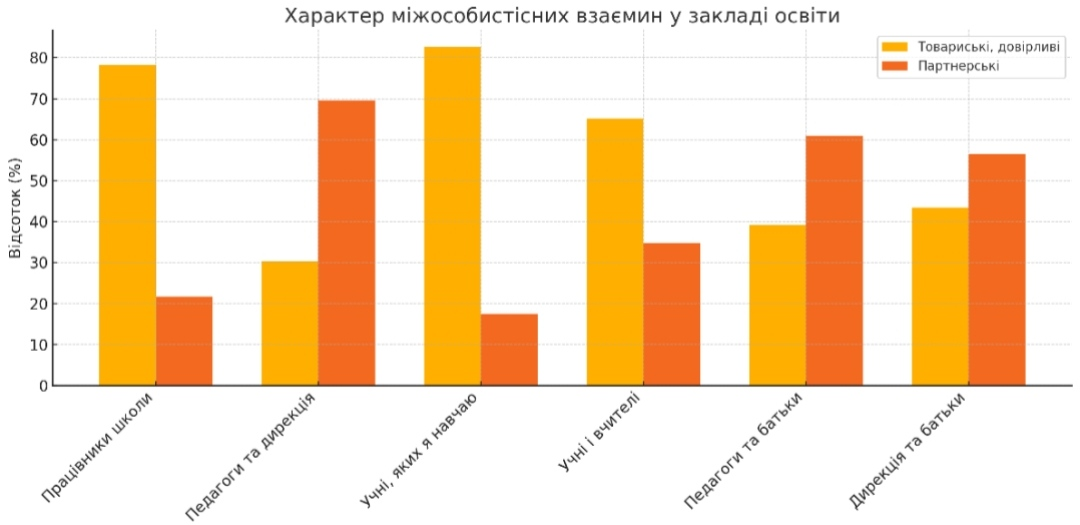 Характер міжособистісних взаємин у закладі освіти
Товариські, довірливі
Партнерські
Відсоток (%)
80
70
60
50
40
30
20
10
0
Працівники школи
Педагоги та дирекція
Учні, яких я навчаю
Учні і вчителі
Педагоги та батьки
Дирекція та батьки